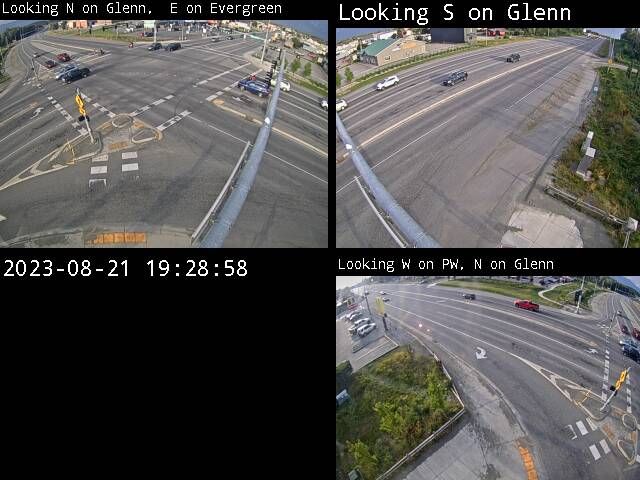 Looking N on Glenn, E on Evergreen
Looking S on Glenn
2023-08-21 19:28:58
Looking W on PW, N on Glenn